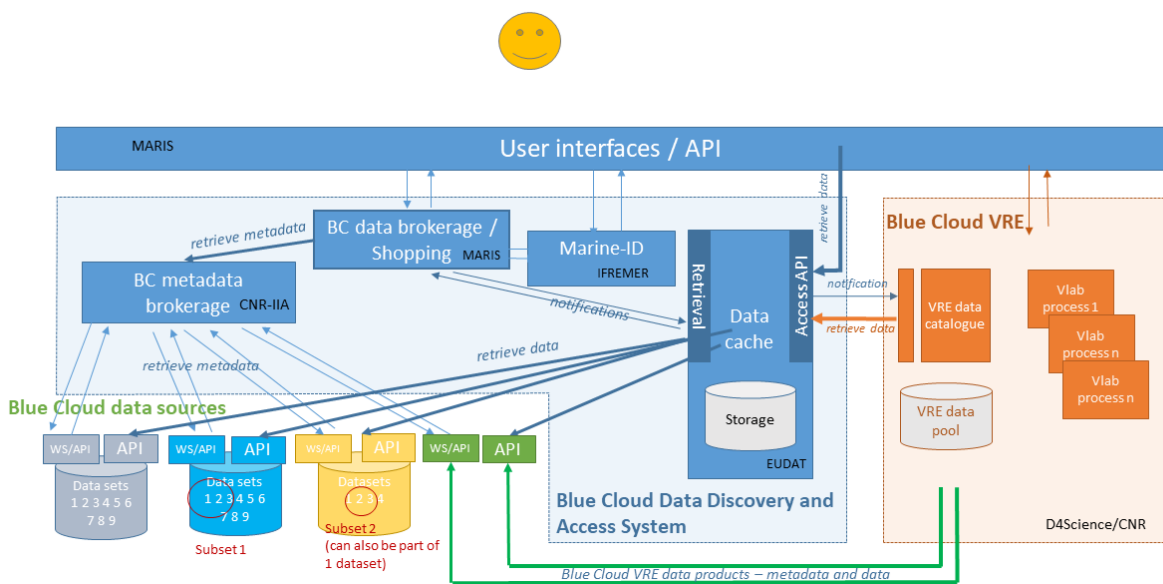 MARIS
User interfaces / API
retrieve data
BC data brokerage /
Shopping
MARIS
retrieve metadata
Marine-ID
IFREMER
BC metadata
brokerage
CNR-IIA
notifications
Retrieval
Data
cache
Access API
Storage
EUDAT
notification
retrieve data
Blue Cloud VRE
VRE data
catalogue
Vlab
process 1
Vlab
process n
Vlab
process n
VRE data
pool
D4Science/CNR
retrieve data
retrieve metadata
Blue Cloud data sources
WS/API
API
WS/API
API
WS/API
API
WS/API
API
Data sets
1 2 3 4 5 6
7 8 9
Data sets
1 2 3 4 5 6
7 8 9
Datasets
1 2 3 4
Subset 1
Subset 2
(can also be part of
1 dataset)
Blue Cloud Data Discovery and
Access System
Blue Cloud VRE data products – metadata and data